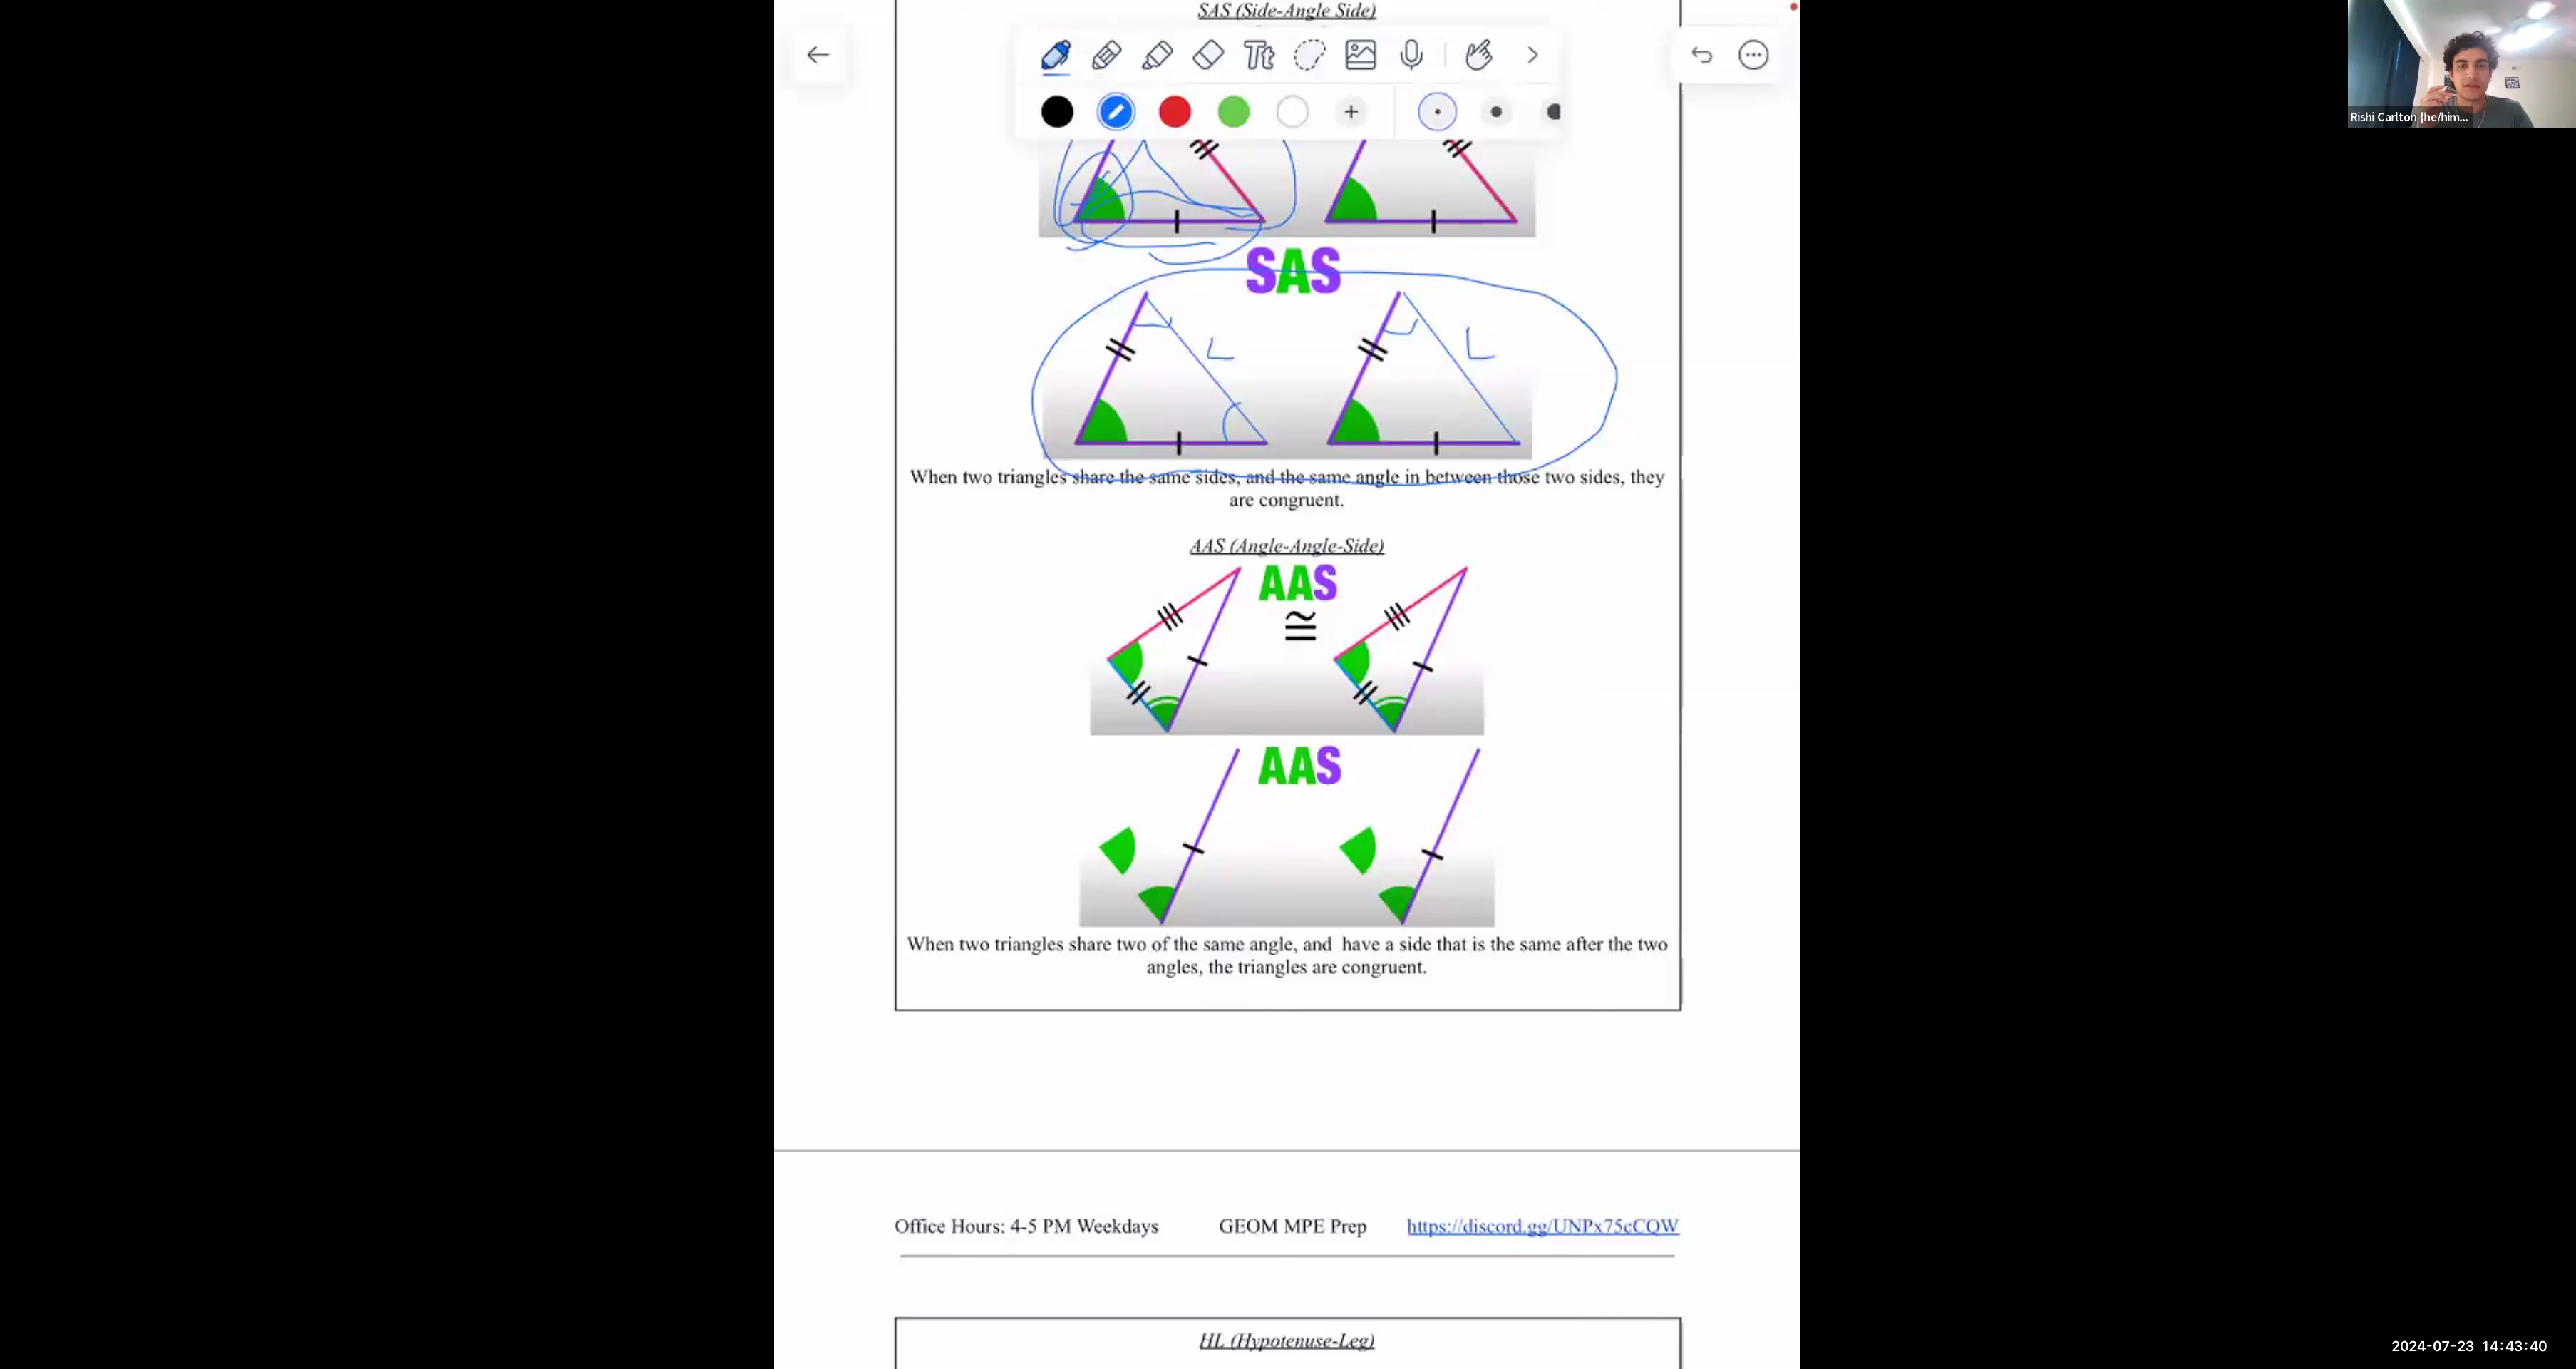 SAS (Side-Angle Side)
Tt
Rishi Carlton (he/him...
SAS
L
L
When two triangles share the same sides, and the same angle in between those two sides, they
are congruent.
AAS (Angle-Angle-Side)
AAS
≅
AAS
When two triangles share two of the same angle, and have a side that is the same after the two
angles, the triangles are congruent.
Office Hours: 4-5 PM Weekdays GEOM MPE Prep https://discord.gg/UNPx75cCQW
HL (Hypotenuse-Leg)
2024-07-23 14:43:40